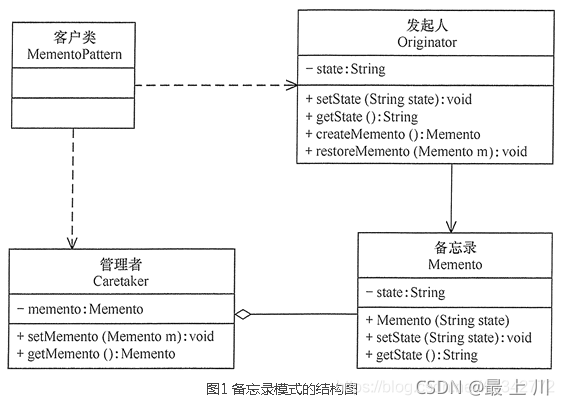 客户类
MementoPattern
发起人
Originator
- state:String
+ setState (String state):void
+ getState ():String
+ createMemento ():Memento
+ restoreMemento (Memento m):void
管理者
Caretaker
- memento:Memento
+ setMemento (Memento m):void
+ getMemento ():Memento
备忘录
Memento
- state:String
+ Memento (String state)
+ setState (String state):void
+ getState ():String
图1 备忘录模式的结构图
CSDN @最 上 川